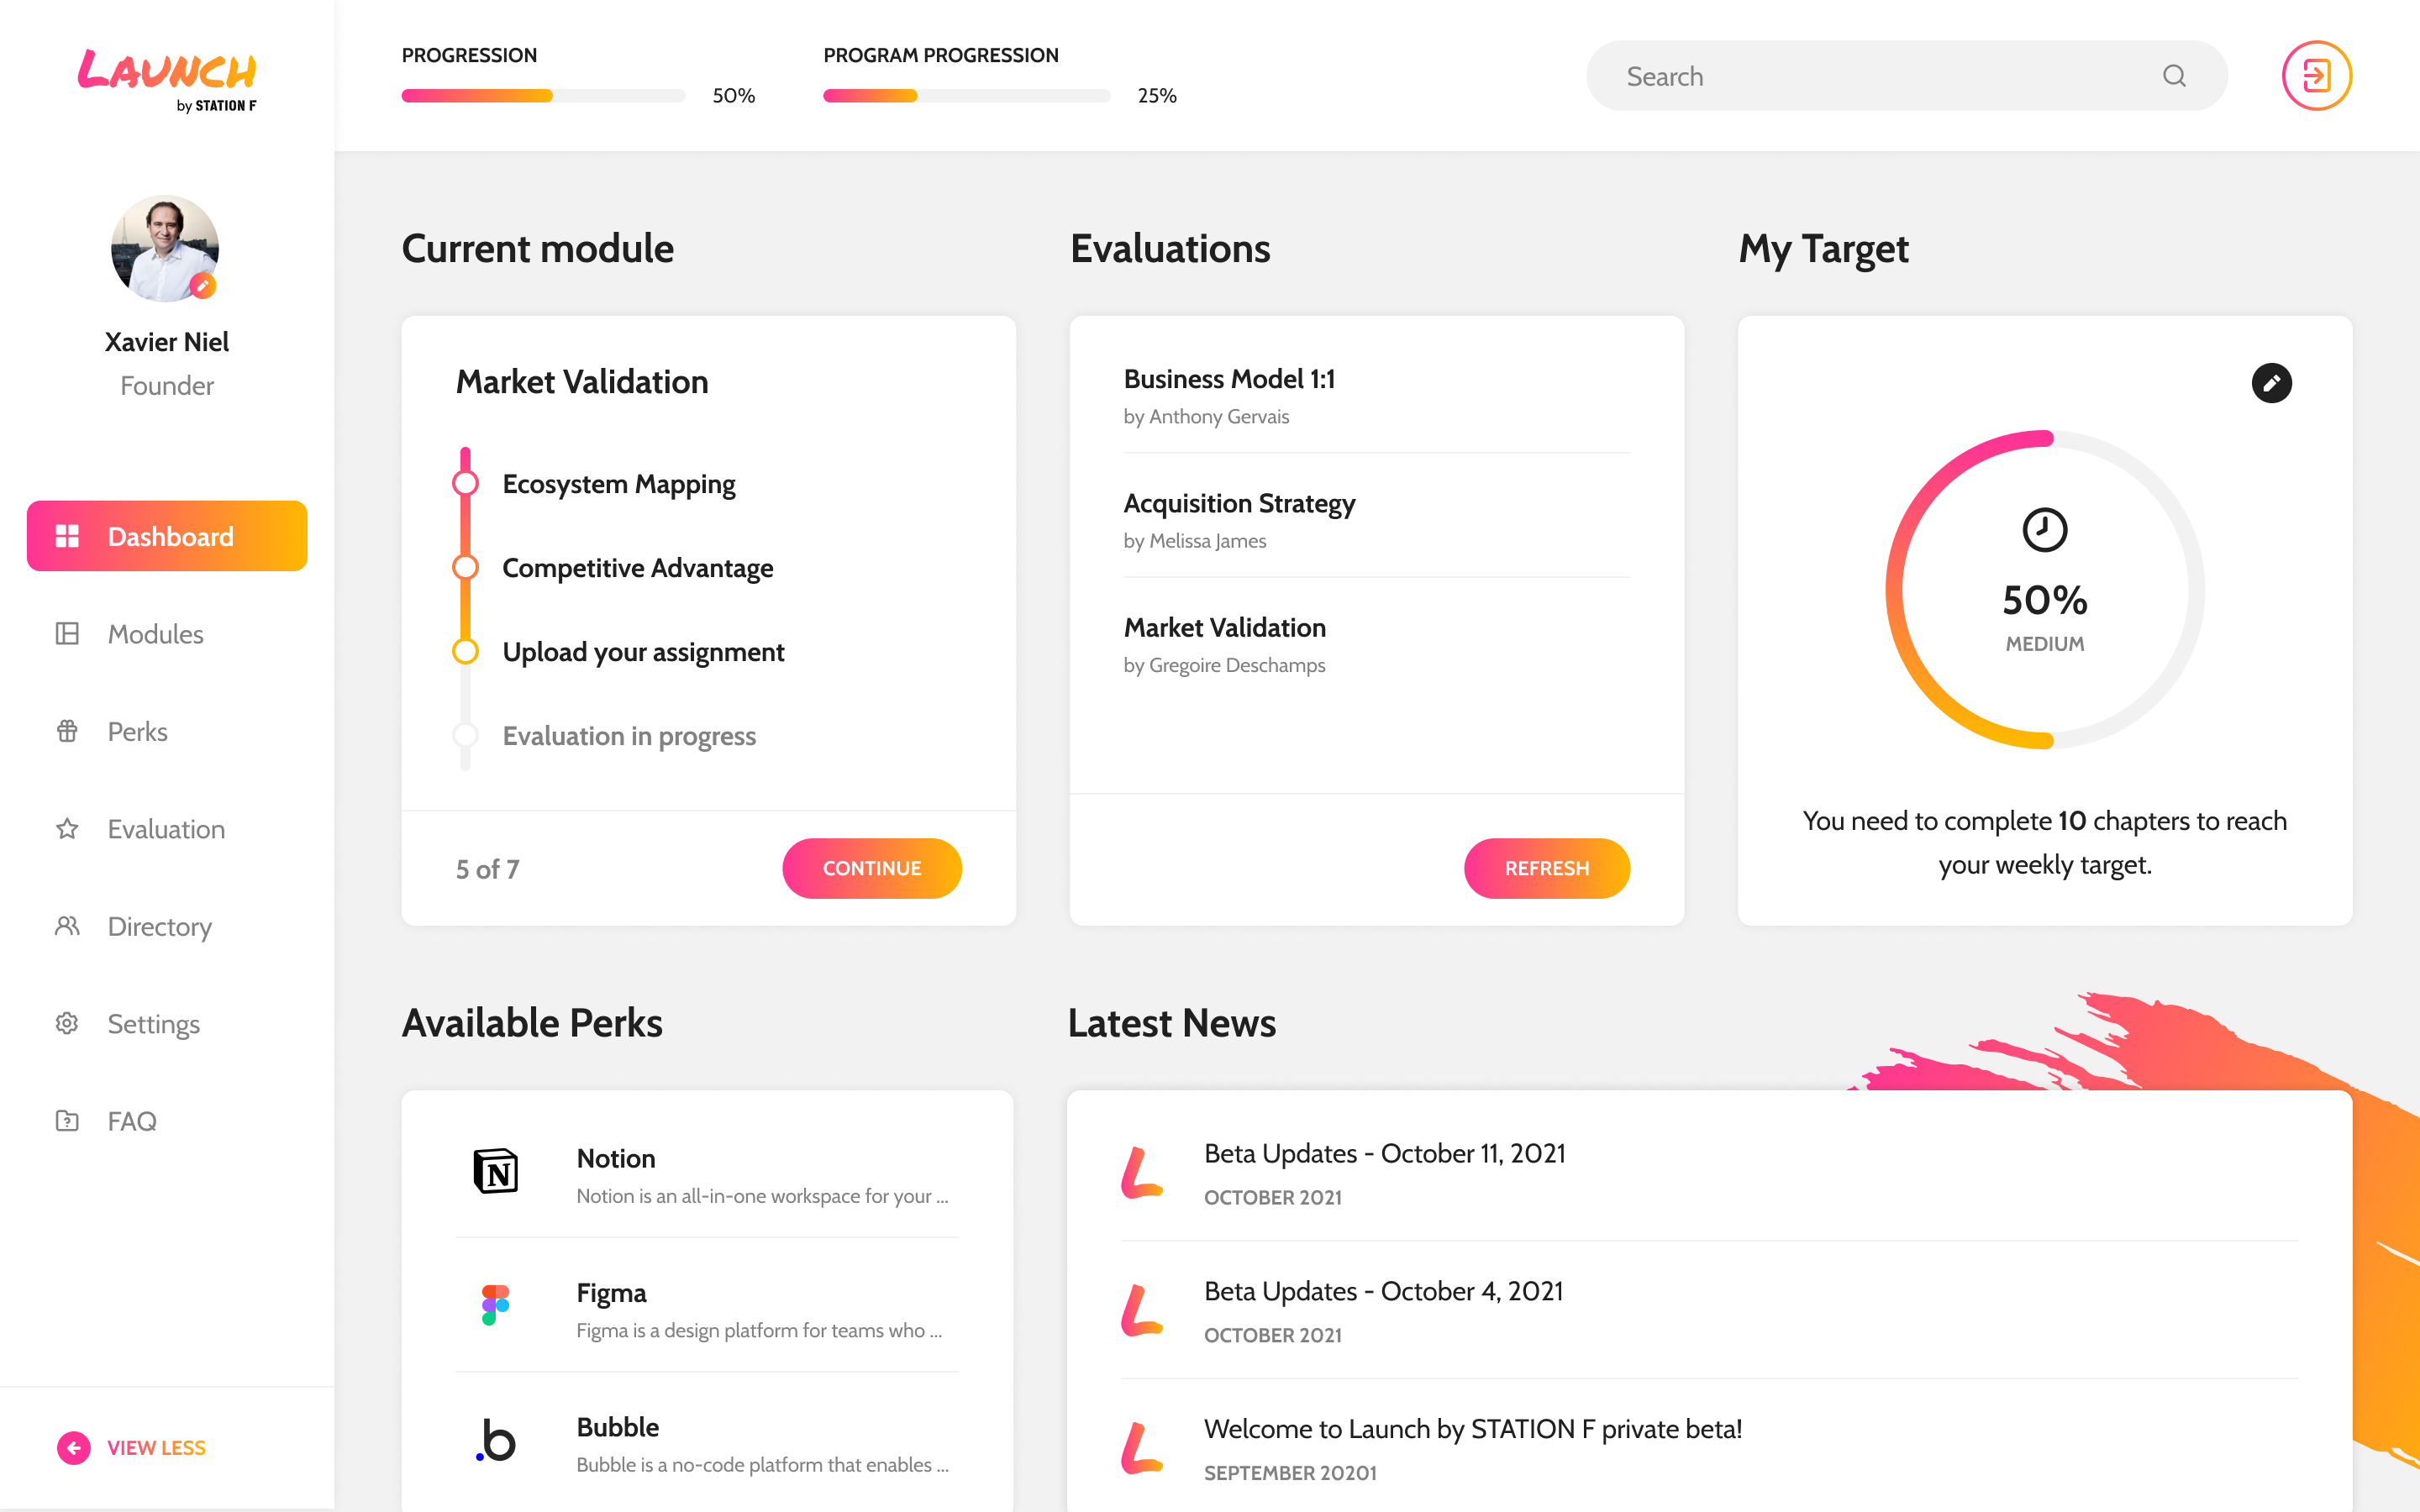 LAUNCH
by STATION F
Xavier Niel
Founder
Dashboard
Modules
Perks
Evaluation
Directory
Settings
FAQ
VIEW LESS
PROGRESSION
50%
PROGRAM PROGRESSION
25%
Search
Current module
Market Validation
Ecosystem Mapping
Competitive Advantage
Upload your assignment
Evaluation in progress
5 of 7
CONTINUE
Evaluations
Business Model 1:1
by Anthony Gervais
Acquisition Strategy
by Melissa James
Market Validation
by Gregoire Deschamps
REFRESH
My Target
50%
MEDIUM
You need to complete 10 chapters to reach
your weekly target.
Available Perks
N
Notion
Notion is an all-in-one workspace for your ...
Figma
Figma is a design platform for teams who ...
.b
Bubble
Bubble is a no-code platform that enables ...
Latest News
L
Beta Updates - October 11, 2021
OCTOBER 2021
L
Beta Updates - October 4, 2021
OCTOBER 2021
L
Welcome to Launch by STATION F private beta!
SEPTEMBER 20201